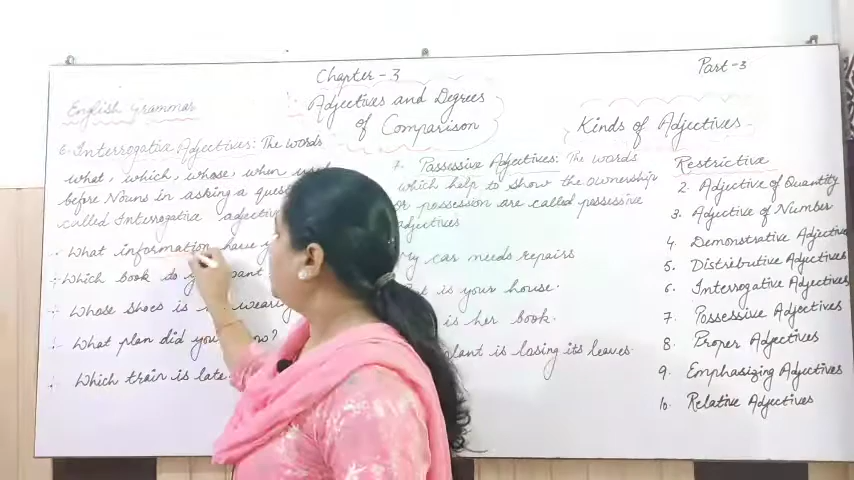 Chapter - 3
Part - 3
English Grammar
Adjectives and Degrees
of Comparison
Kinds of Adjectives
6. Interrogative Adjectives: The words
what, which, whose, when used
before Nouns in asking a
called Interrogative
What information have
Which book do want
Whose shoes is wearing
What plan did you
Which train is late
7. Possessive Adjectives: The words
which help to show the ownership
or possession are called possessive
adjectives
My car needs repairs
is your house.
is her book.
plant is losing its leaves.
Restrictive
2. Adjective of Quantity
3. Adjective of Number
4. Demonstrative Adjective
5. Distributive Adjectives
6. Interrogative Adjectives
7. Possessive Adjectives
8. Proper Adjectives
9. Emphasizing Adjectives
10. Relative Adjectives